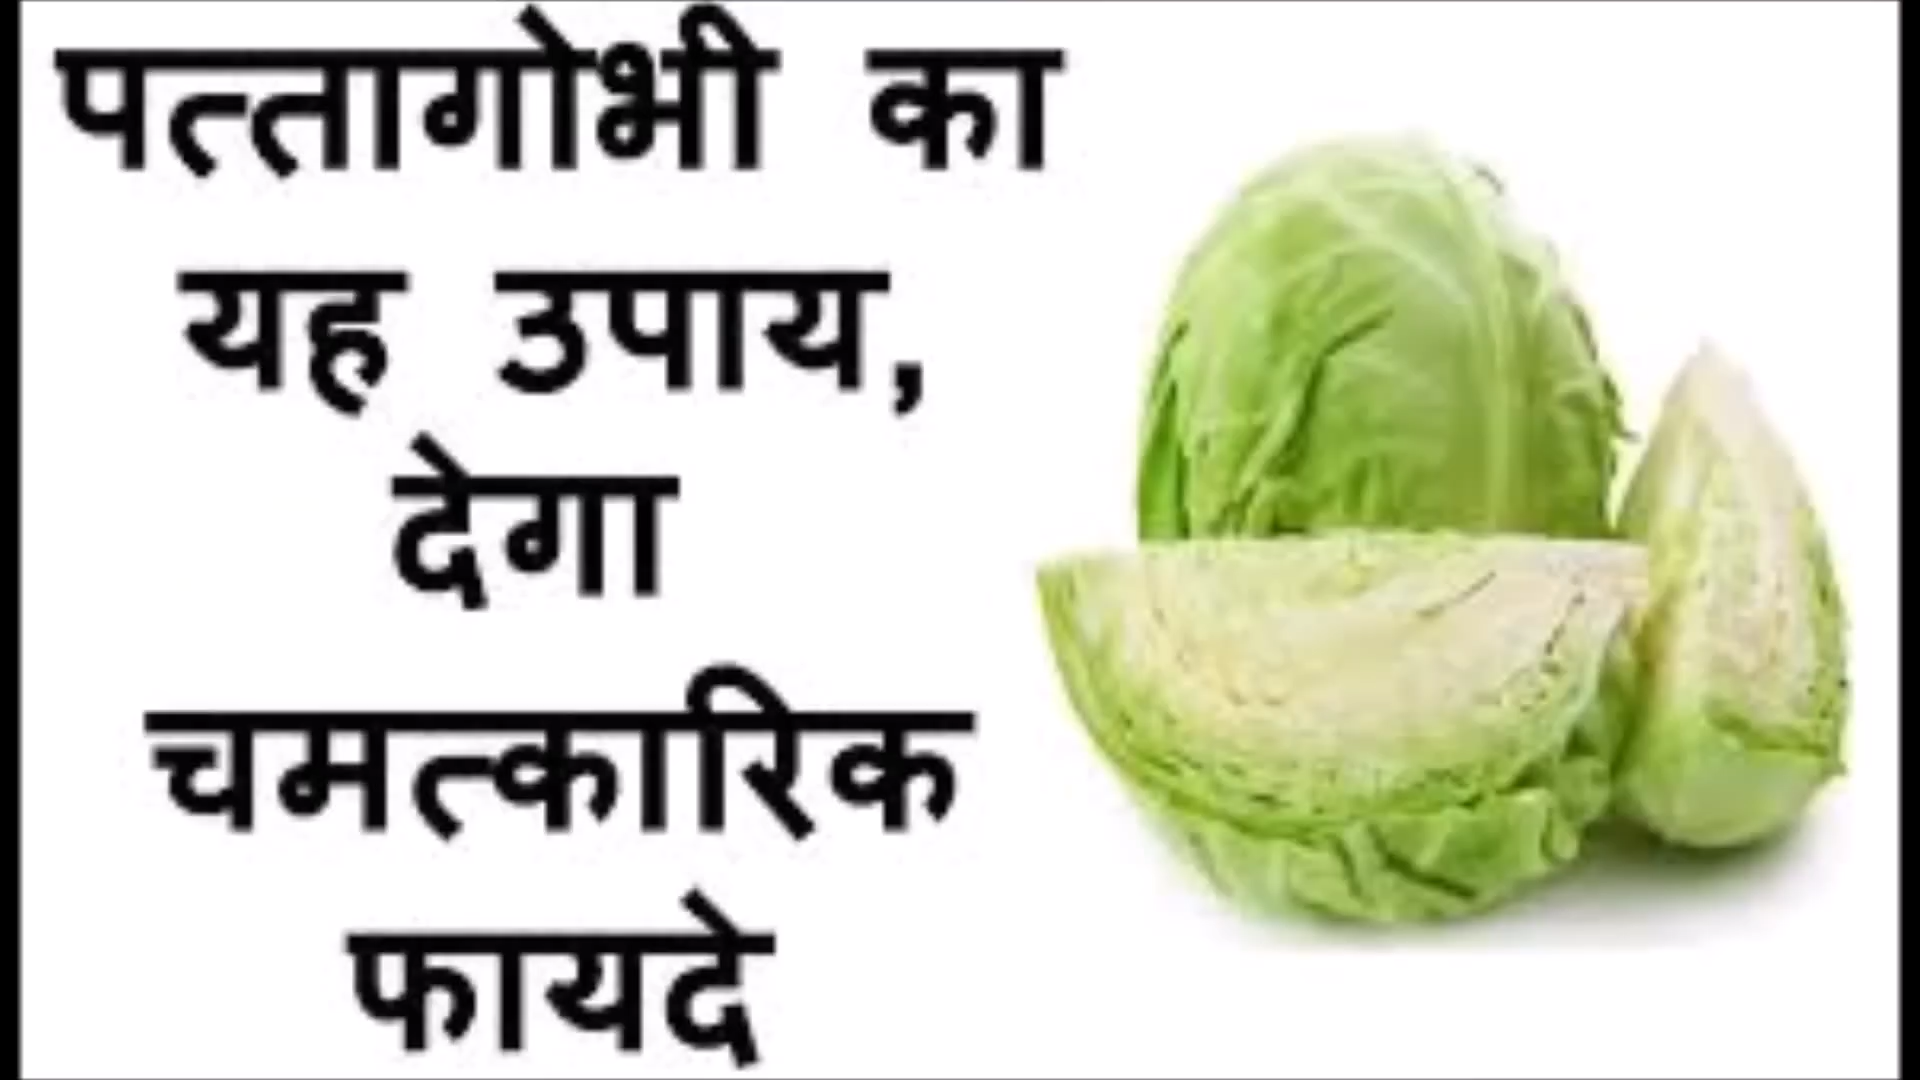 पत्तागोभी का
यह उपाय,
देगा
चमत्कारिक
फायदे